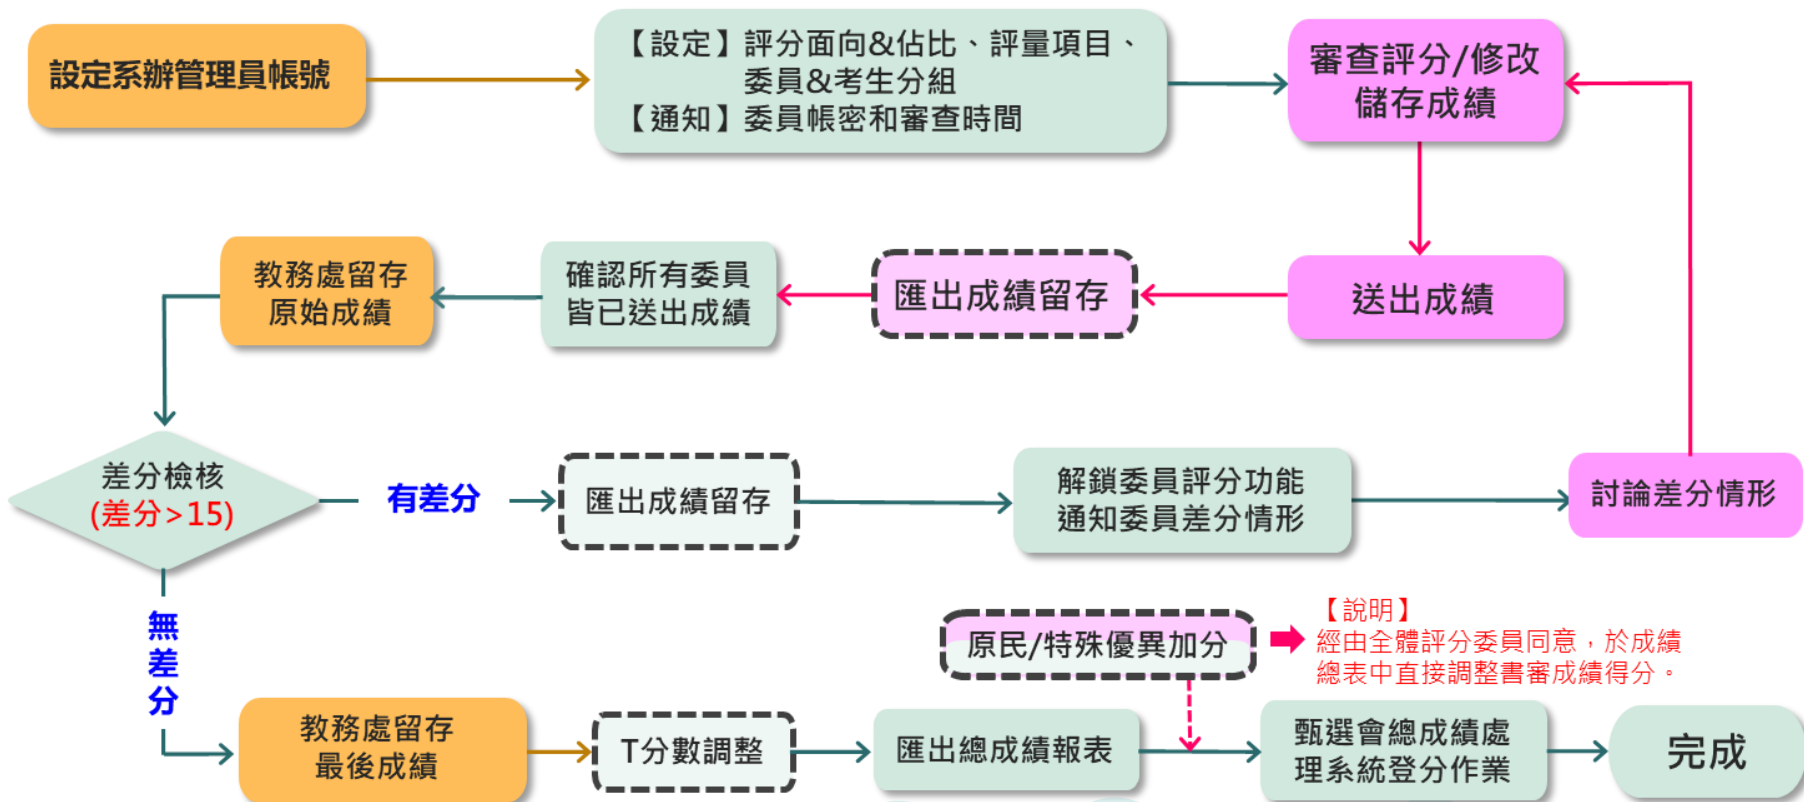 設定系辦管理員帳號
【設定】評分面向&佔比、評量項目、
委員&考生分組
【通知】委員帳密和審查時間
審查評分/修改
儲存成績
教務處留存
原始成績
確認所有委員
皆已送出成績
匯出成績留存
送出成績
差分檢核
(差分>15)
有差分
匯出成績留存
解鎖委員評分功能
通知委員差分情形
討論差分情形
無差分
原民/特殊優異加分
【說明】
經由全體評分委員同意，於成績
總表中直接調整書審成績得分。
教務處留存
最後成績
T分數調整
匯出總成績報表
甄選會總成績處
理系統登分作業
完成